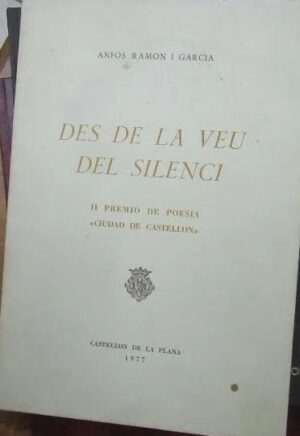 ANFOS RAMON I GARCIA
DES DE LA VEU
DEL SILENCI
II PREMIO DE POESIA
«CIUDAD DE CASTELLON»
CASTELLON DE LA PLANA
1977